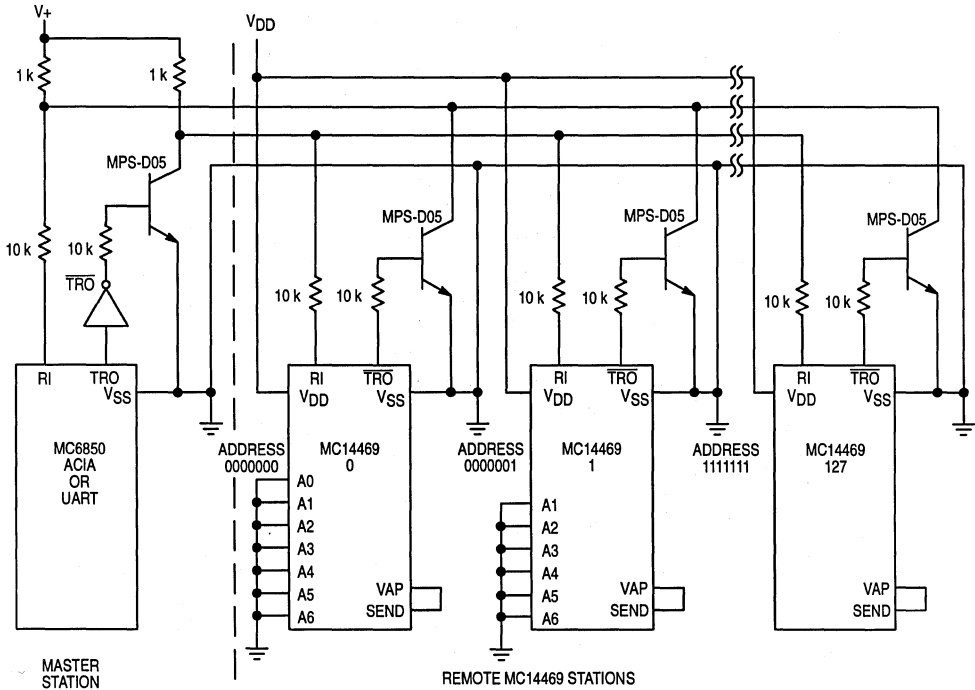 V+
VDD
1 k
1 k
MPS-D05
MPS-D05
MPS-D05
MPS-D05
10 k
10 k
TRO
10 k
10 k
10 k
10 k
10 k
10 k
RI
TRO
VSS
RI
TRO
VDD
VSS
RI
TRO
VDD
VSS
RI
TRO
VDD
VSS
MC6850
ACIA
OR
UART
ADDRESS
0000000
MC14469
0
ADDRESS
0000001
MC14469
1
ADDRESS
1111111
MC14469
127
A0
A1
A2
A3
A4
A5
A6
VAP
SEND
A1
A2
A3
A4
A5
A6
VAP
SEND
VAP
SEND
MASTER
STATION
REMOTE MC14469 STATIONS